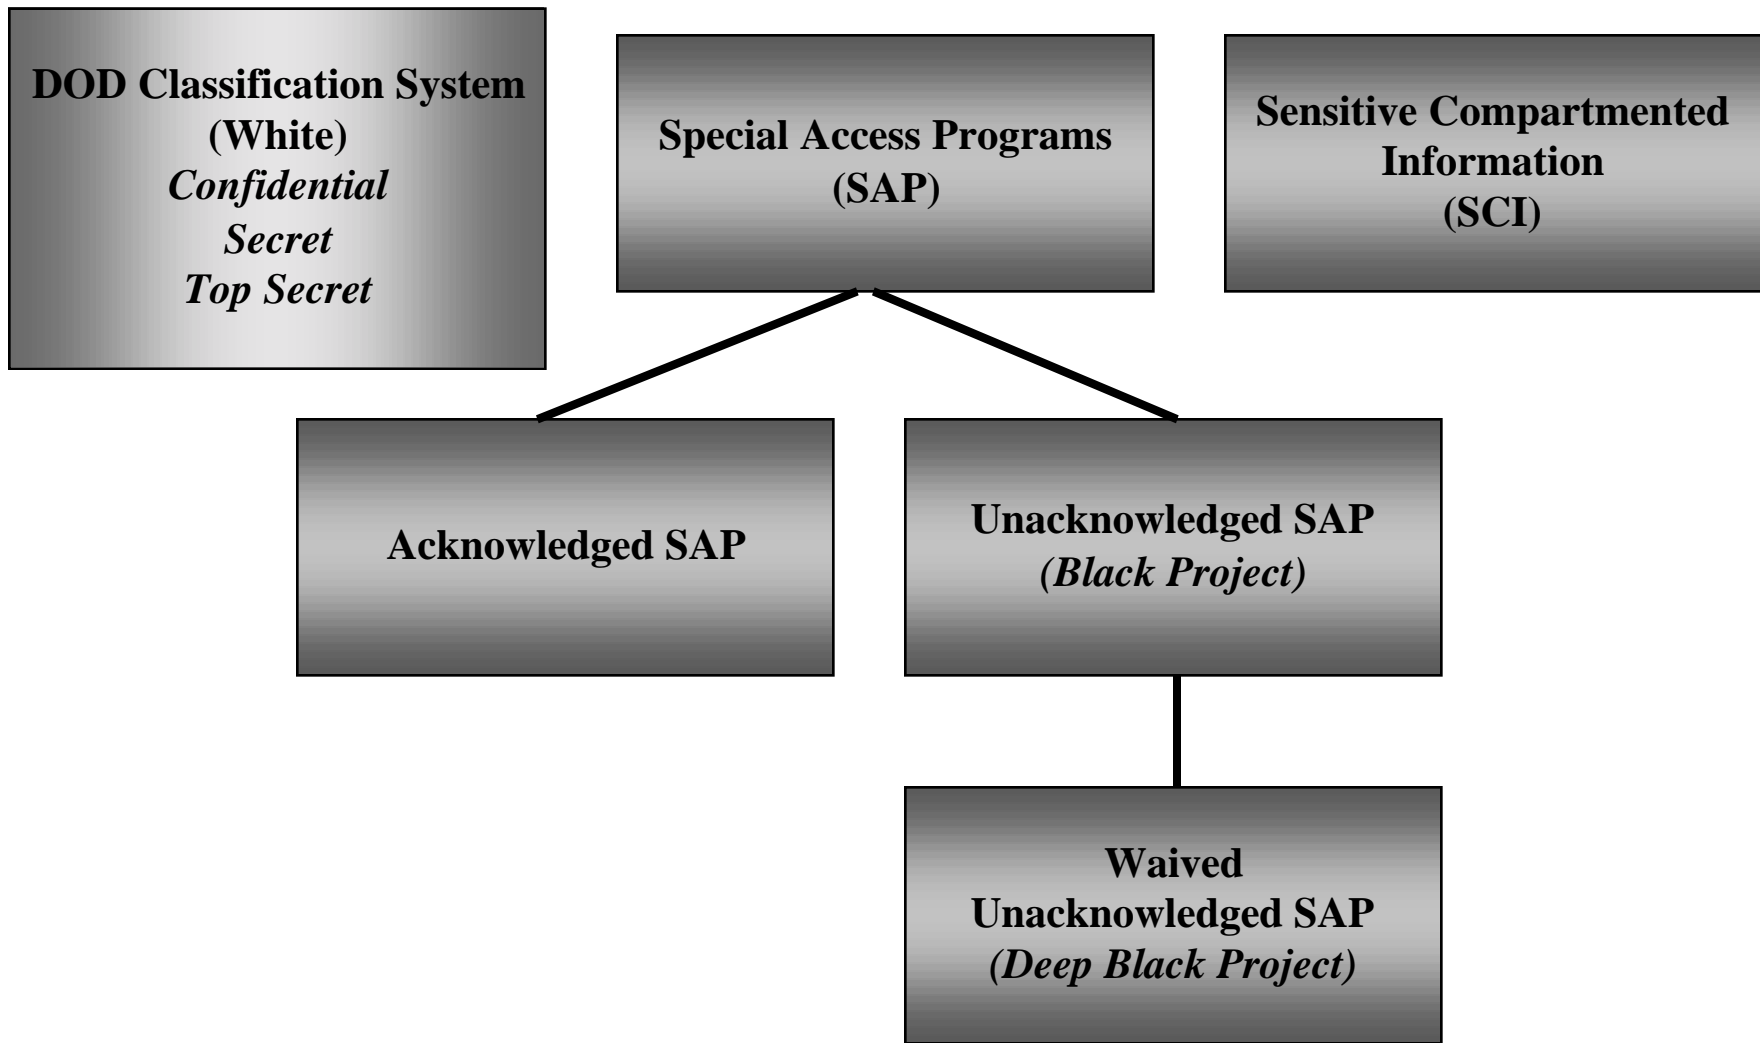 DOD Classification System
(White)
Confidential
Secret
Top Secret
Special Access Programs
(SAP)
Sensitive Compartmented
Information
(SCI)
Acknowledged SAP
Unacknowledged SAP
(Black Project)
Waived
Unacknowledged SAP
(Deep Black Project)